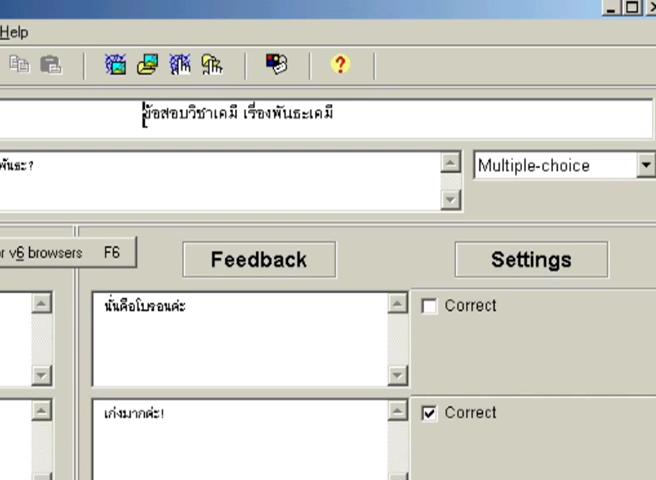 Help
ข้อสอบวิชาเคมี เรื่องพันธะเคมี
พันธะ?
Multiple-choice
r v6 browsers F6
Feedback
Settings
นั่นคือโบรอนค่ะ
Correct
เก่งมากค่ะ!
Correct